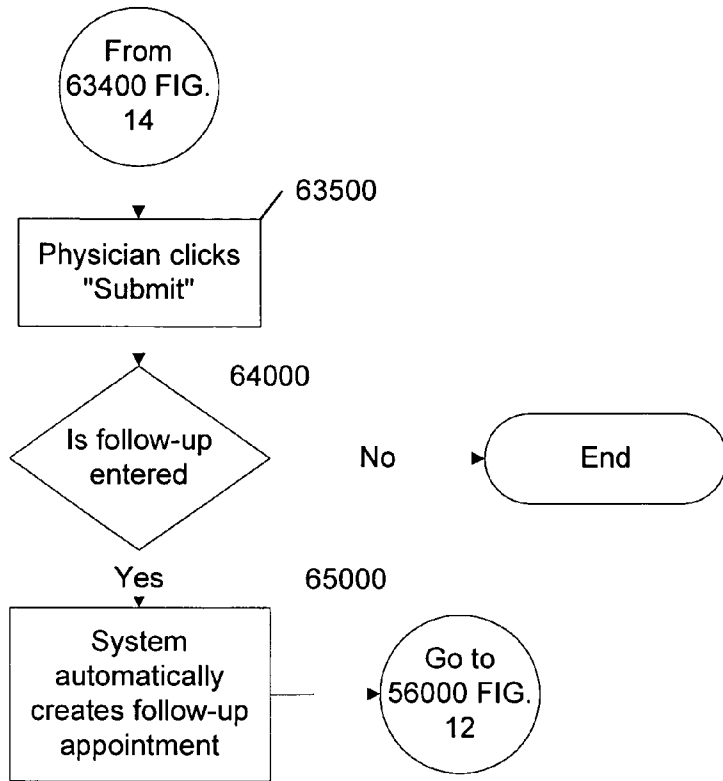 From
63400 FIG.
14
63500
Physician clicks
"Submit"
64000
Is follow-up
entered
No
End
Yes
65000
System
automatically
creates follow-up
appointment
Go to
56000 FIG.
12